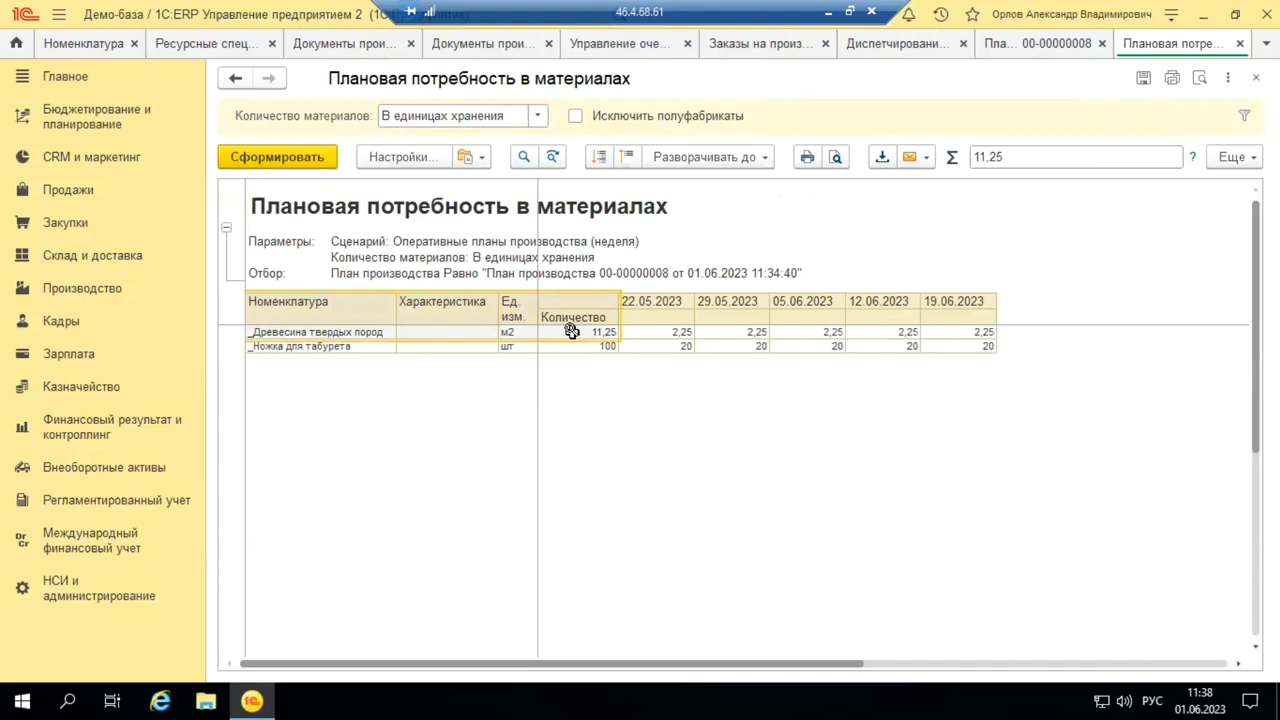 Демо-база / 1С:ERP Управление предприятием 2 (1С:Предприятие)
46.4.68.61
Орлов Александр Владимирович
Номенклатура
Ресурсные спец...
Документы прои...
Документы прои...
Управление оче...
Заказы на произ...
Диспетчировани...
Пла... 00-00000008
Плановая потре...
Главное
Бюджетирование и
планирование
CRM и маркетинг
Продажи
Закупки
Склад и доставка
Производство
Кадры
Зарплата
Казначейство
Финансовый результат и
контроллинг
Внеоборотные активы
Регламентированный учет
Dr
Cr
Международный
финансовый учет
НСИ и
администрирование
Плановая потребность в материалах
Количество материалов: В единицах хранения
Исключить полуфабрикаты
Сформировать
Настройки...
Разворачивать до
Σ
11,25
?
Еще
Плановая потребность в материалах
Параметры: Сценарий: Оперативные планы производства (неделя)
Количество материалов: В единицах хранения
Отбор: План производства Равно "План производства 00-00000008 от 01.06.2023 11:34:40"
Номенклатура Характеристика Ед. изм. Количество 22.05.2023 29.05.2023 05.06.2023 12.06.2023 19.06.2023
_Древесина твердых пород м2 11,25 2,25 2,25 2,25 2,25 2,25
_Ножка для табурета шт 100 20 20 20 20 20
РУС
11:38
01.06.2023